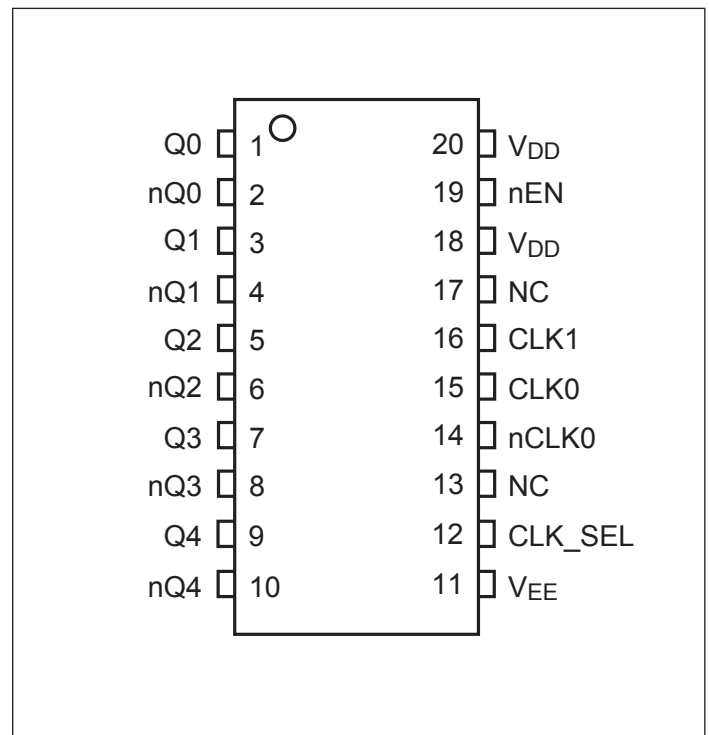 Q0 1 20 VDD
nQ0 2 19 nEN
Q1 3 18 VDD
nQ1 4 17 NC
Q2 5 16 CLK1
nQ2 6 15 CLK0
Q3 7 14 nCLK0
nQ3 8 13 NC
Q4 9 12 CLK_SEL
nQ4 10 11 VEE